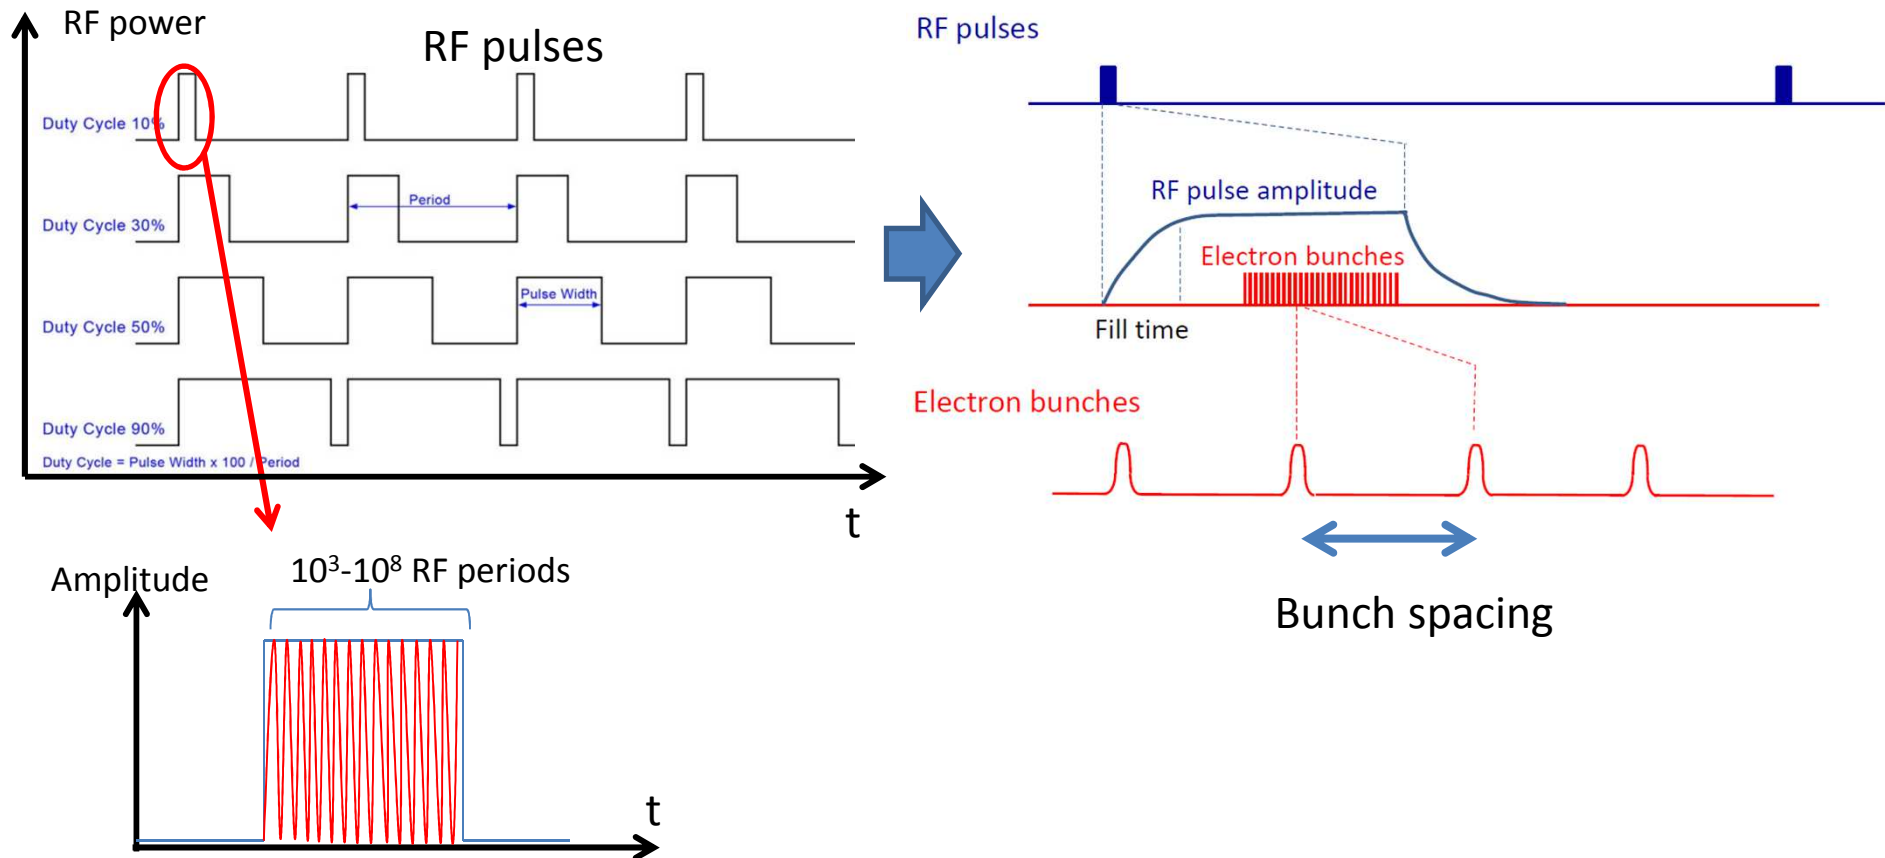 RF power
RF pulses
Duty Cycle 10%
Duty Cycle 30%
Period
Duty Cycle 50%
Pulse Width
Duty Cycle 90%
Duty Cycle = Pulse Width x 100 / Period
t
Amplitude
10³-10⁸ RF periods
t
RF pulses
RF pulse amplitude
Electron bunches
Fill time
Electron bunches
Bunch spacing